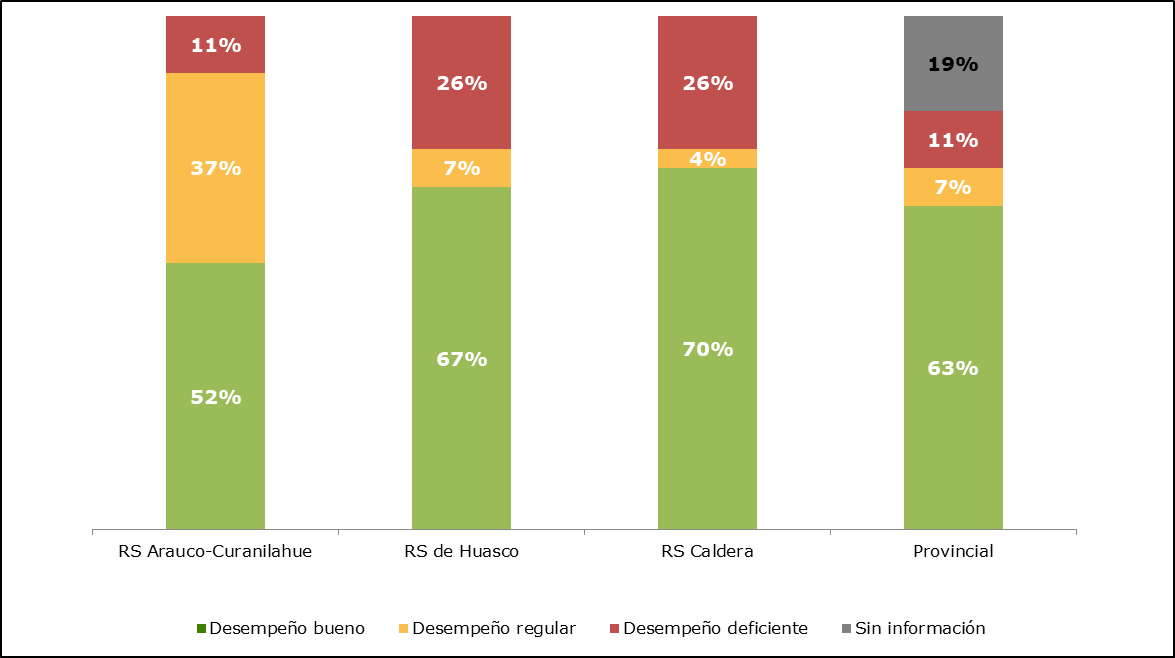 11%
26%
26%
19%
37%
7%
4%
11%
7%
52%
67%
70%
63%
RS Arauco-Curanilahue
RS de Huasco
RS Caldera
Provincial
Desempeño bueno
Desempeño regular
Desempeño deficiente
Sin información